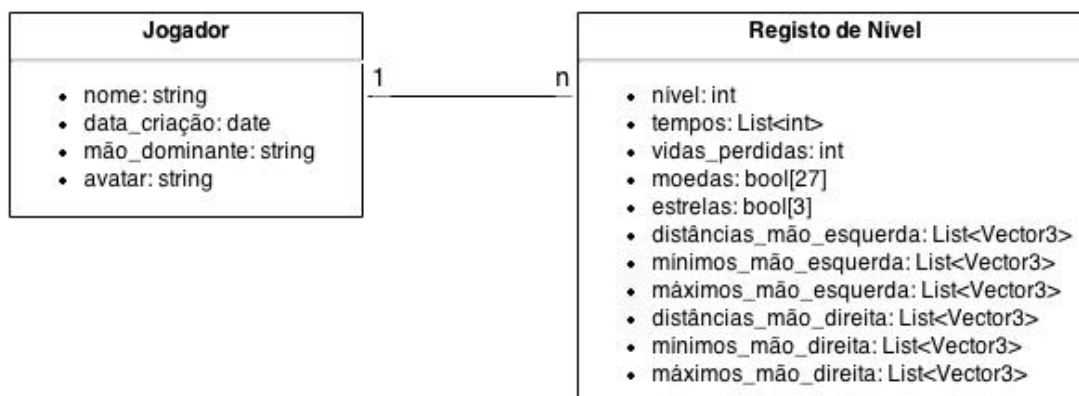 Jogador
• nome: string
• data_criação: date
• mão_dominante: string
• avatar: string
1
n
Registo de Nível
• nível: int
• tempos: List<int>
• vidas_perdidas: int
• moedas: bool[27]
• estrelas: bool[3]
• distâncias_mão_esquerda: List<Vector3>
• mínimos_mão_esquerda: List<Vector3>
• máximos_mão_esquerda: List<Vector3>
• distâncias_mão_direita: List<Vector3>
• mínimos_mão_direita: List<Vector3>
• máximos_mão_direita: List<Vector3>